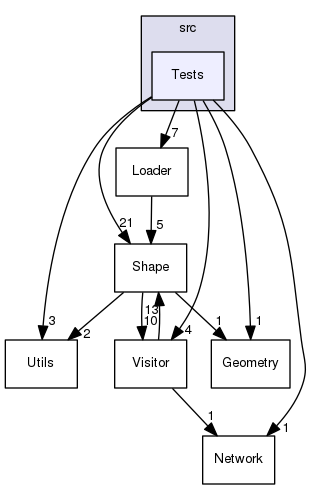 src
Tests
7
Loader
21
5
Shape
13
10
4
3
2
1
1
Utils
Visitor
Geometry
1
1
Network